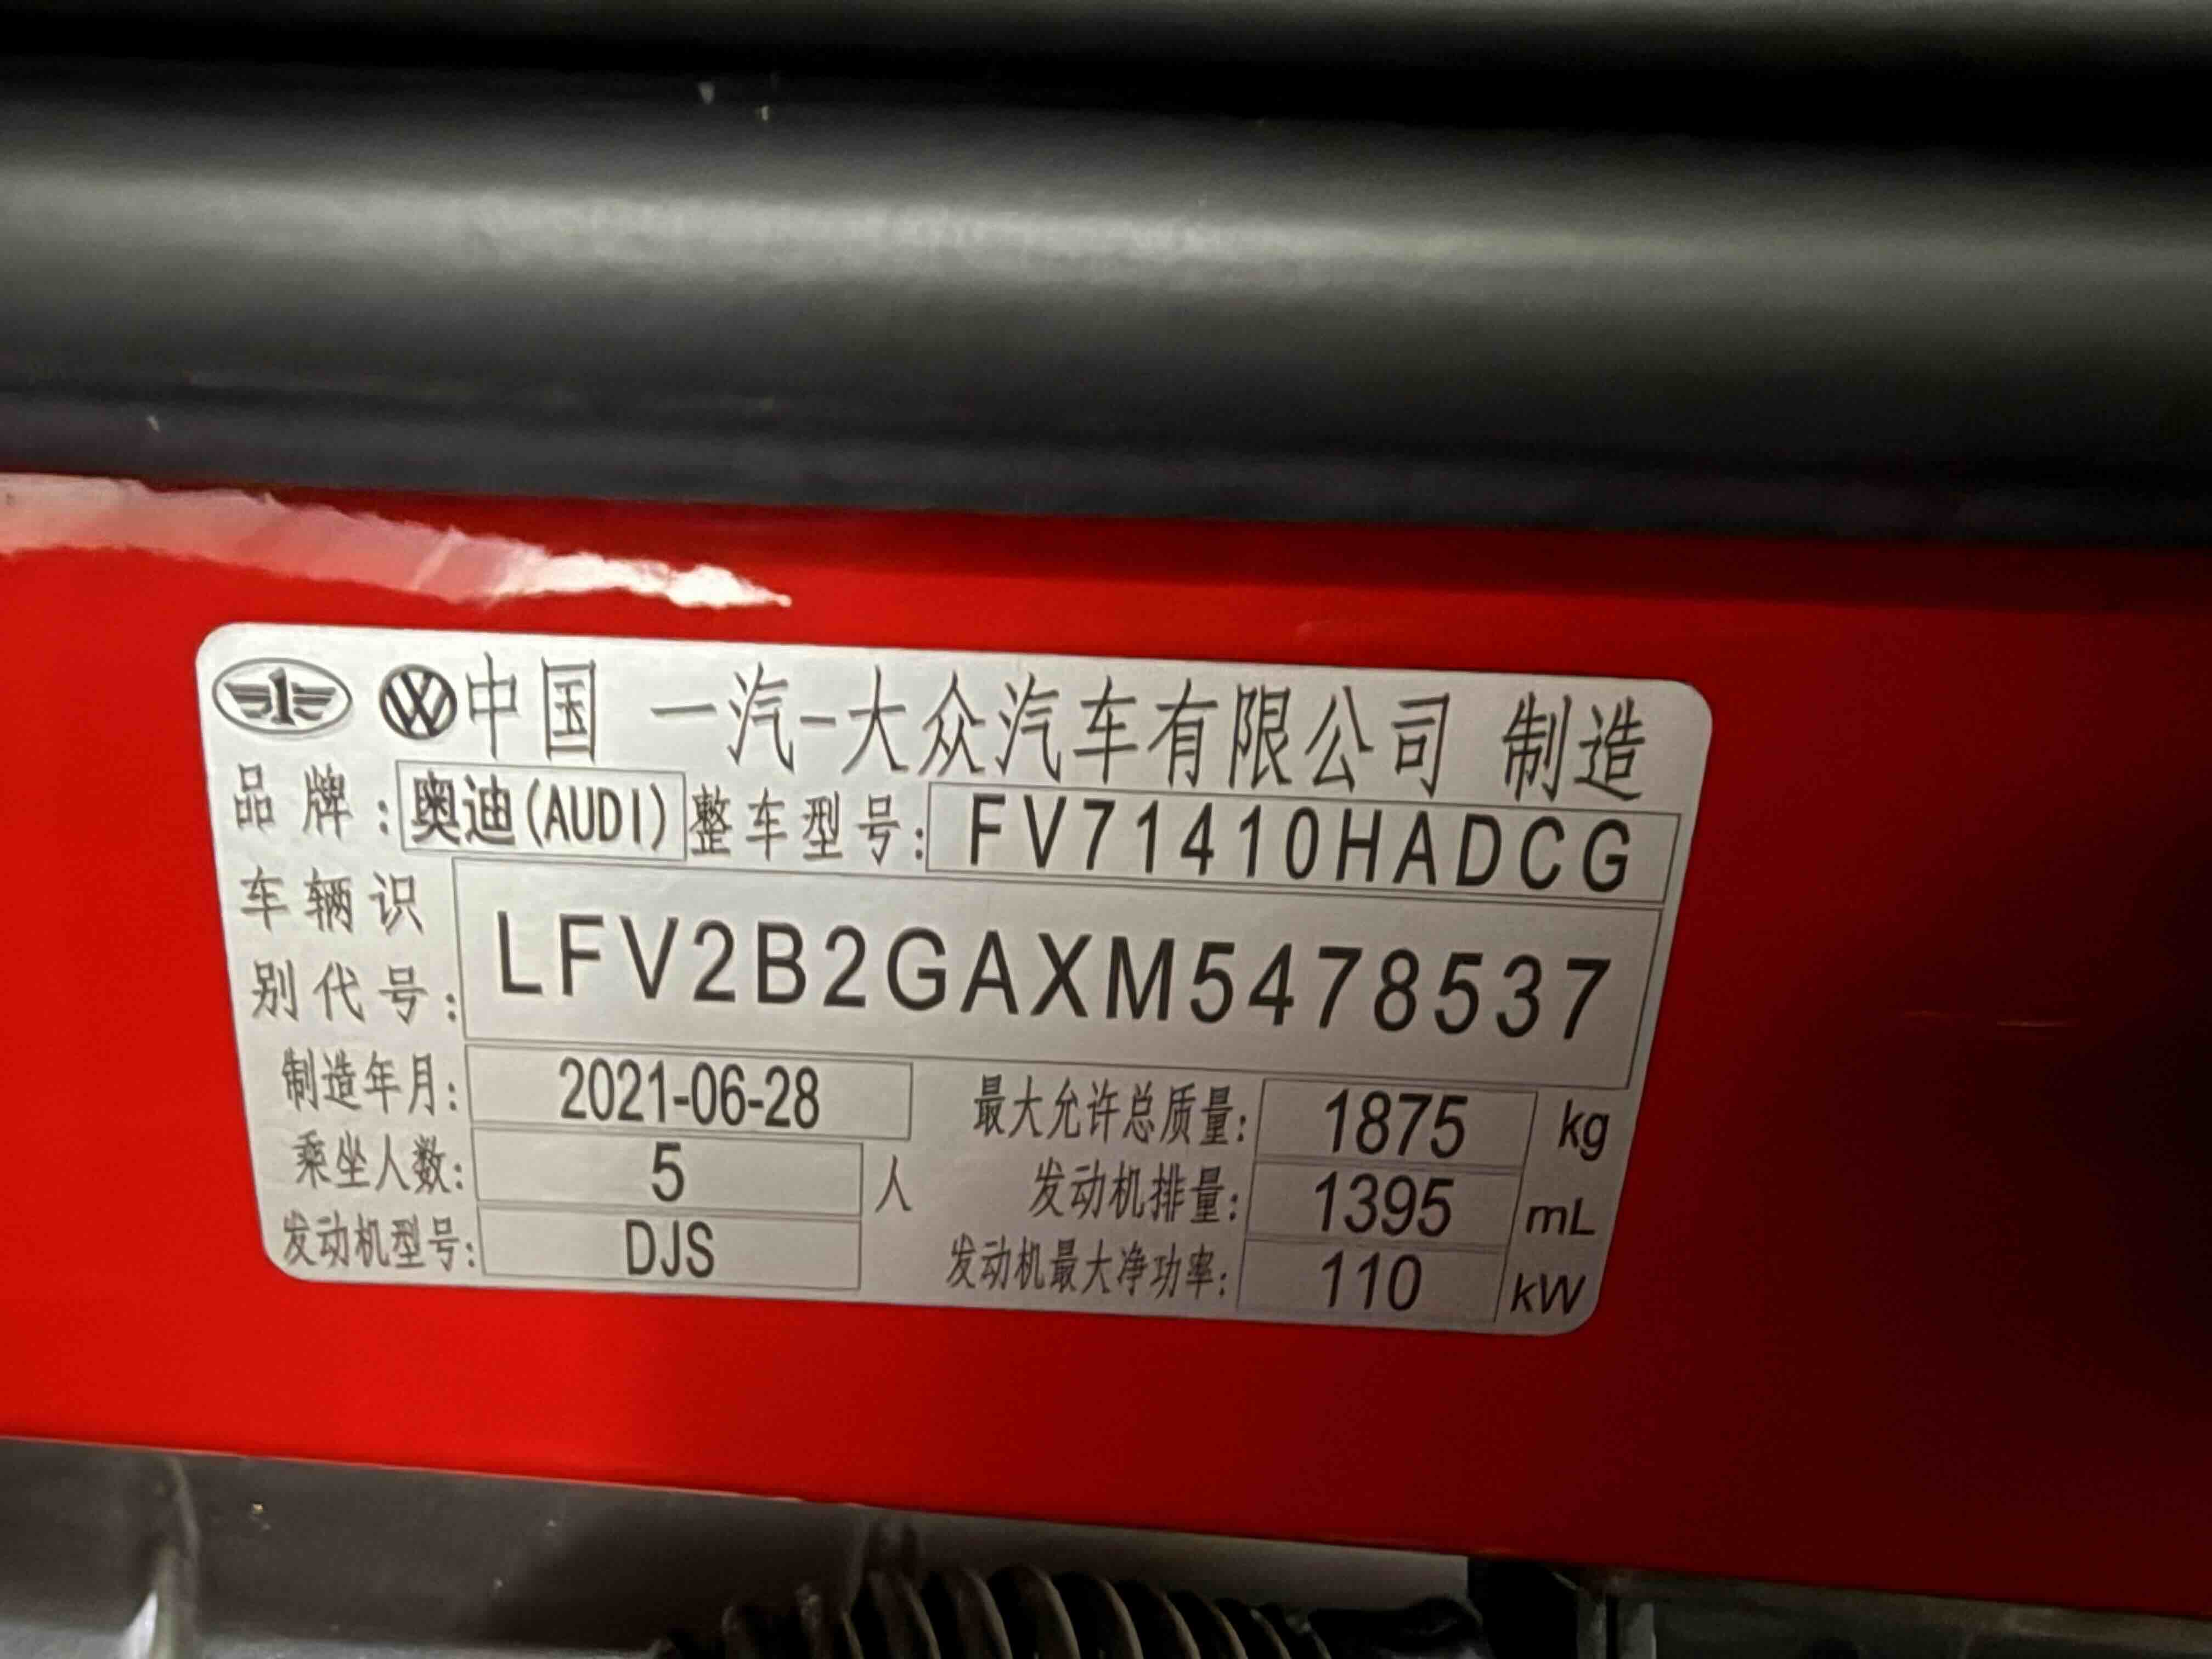 中国 一汽-大众汽车有限公司 制造
品牌: 奥迪(AUDI) 整车型号: FV71410HADCG
车辆识别代号: LFV2B2GAXM5478537
制造年月: 2021-06-28 最大允许总质量: 1875 kg
乘坐人数: 5 人 发动机排量: 1395 mL
发动机型号: DJS 发动机最大净功率: 110 kW